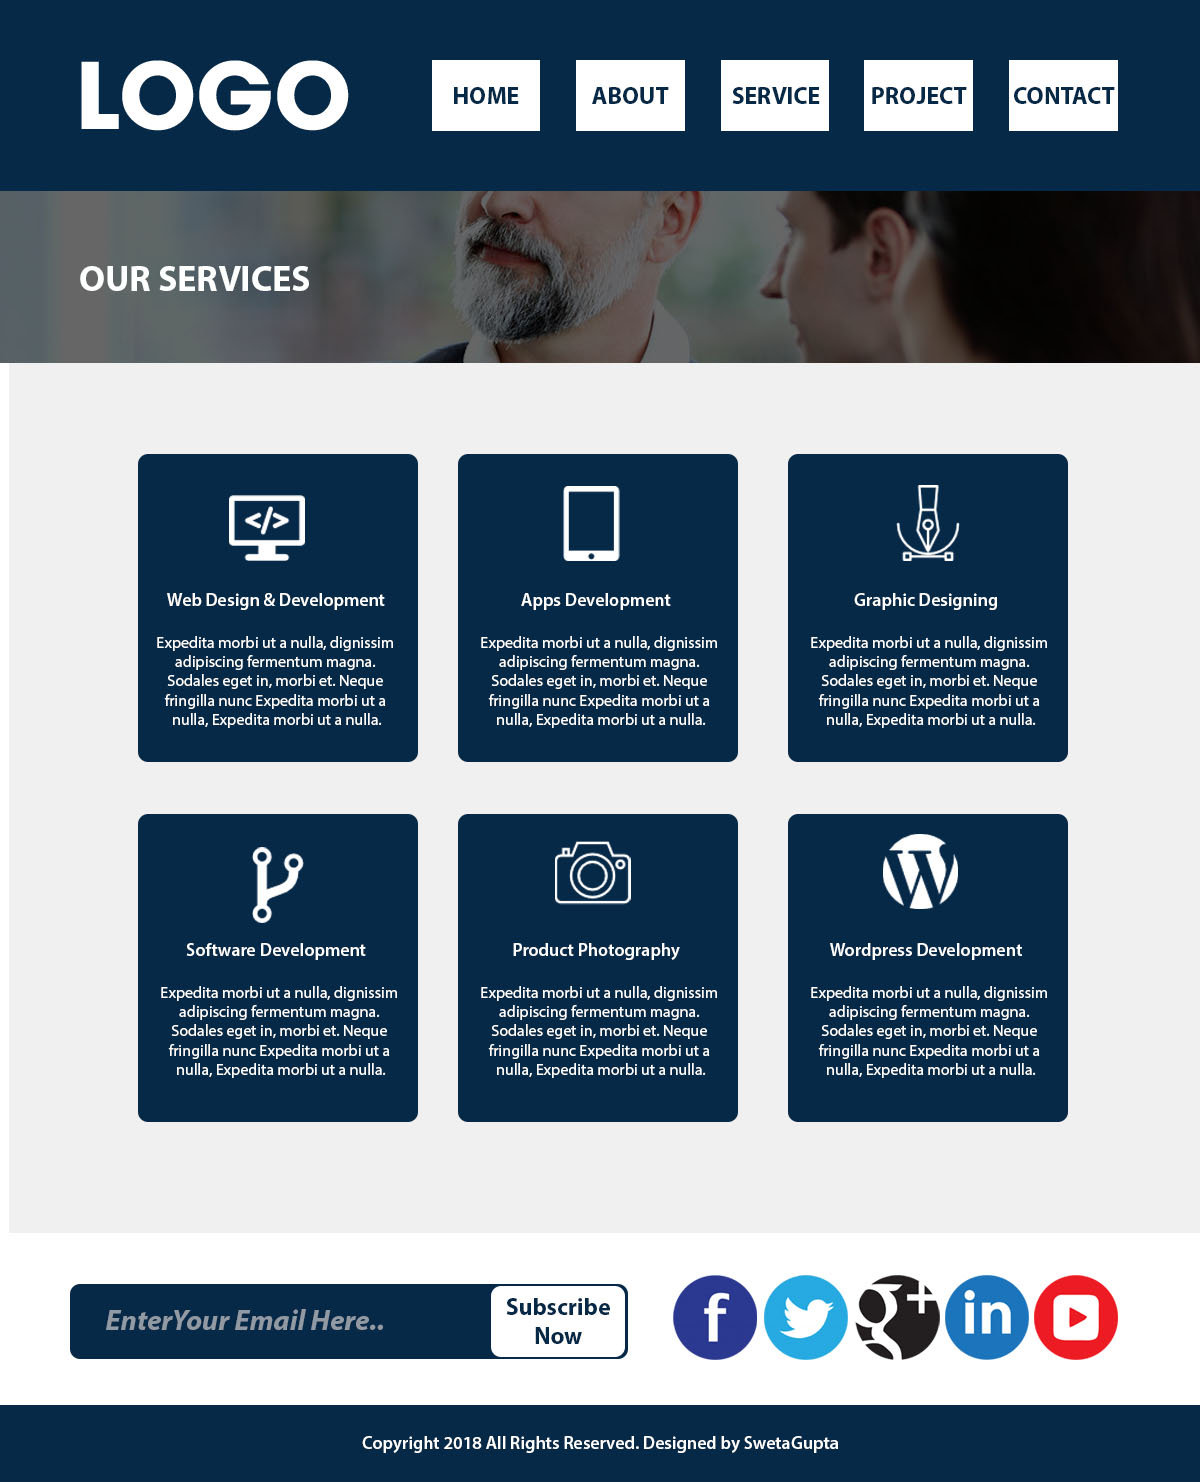 LOGO
HOME
ABOUT
SERVICE
PROJECT
CONTACT
OUR SERVICES
Web Design & Development
Expedita morbi ut a nulla, dignissim
adipiscing fermentum magna.
Sodales eget in, morbi et. Neque
fringilla nunc Expedita morbi ut a
nulla, Expedita morbi ut a nulla.
Apps Development
Expedita morbi ut a nulla, dignissim
adipiscing fermentum magna.
Sodales eget in, morbi et. Neque
fringilla nunc Expedita morbi ut a
nulla, Expedita morbi ut a nulla.
Graphic Designing
Expedita morbi ut a nulla, dignissim
adipiscing fermentum magna.
Sodales eget in, morbi et. Neque
fringilla nunc Expedita morbi ut a
nulla, Expedita morbi ut a nulla.
Software Development
Expedita morbi ut a nulla, dignissim
adipiscing fermentum magna.
Sodales eget in, morbi et. Neque
fringilla nunc Expedita morbi ut a
nulla, Expedita morbi ut a nulla.
Product Photography
Expedita morbi ut a nulla, dignissim
adipiscing fermentum magna.
Sodales eget in, morbi et. Neque
fringilla nunc Expedita morbi ut a
nulla, Expedita morbi ut a nulla.
Wordpress Development
Expedita morbi ut a nulla, dignissim
adipiscing fermentum magna.
Sodales eget in, morbi et. Neque
fringilla nunc Expedita morbi ut a
nulla, Expedita morbi ut a nulla.
EnterYour Email Here..
Subscribe
Now
f
g+
in
Copyright 2018 All Rights Reserved. Designed by SwetaGupta